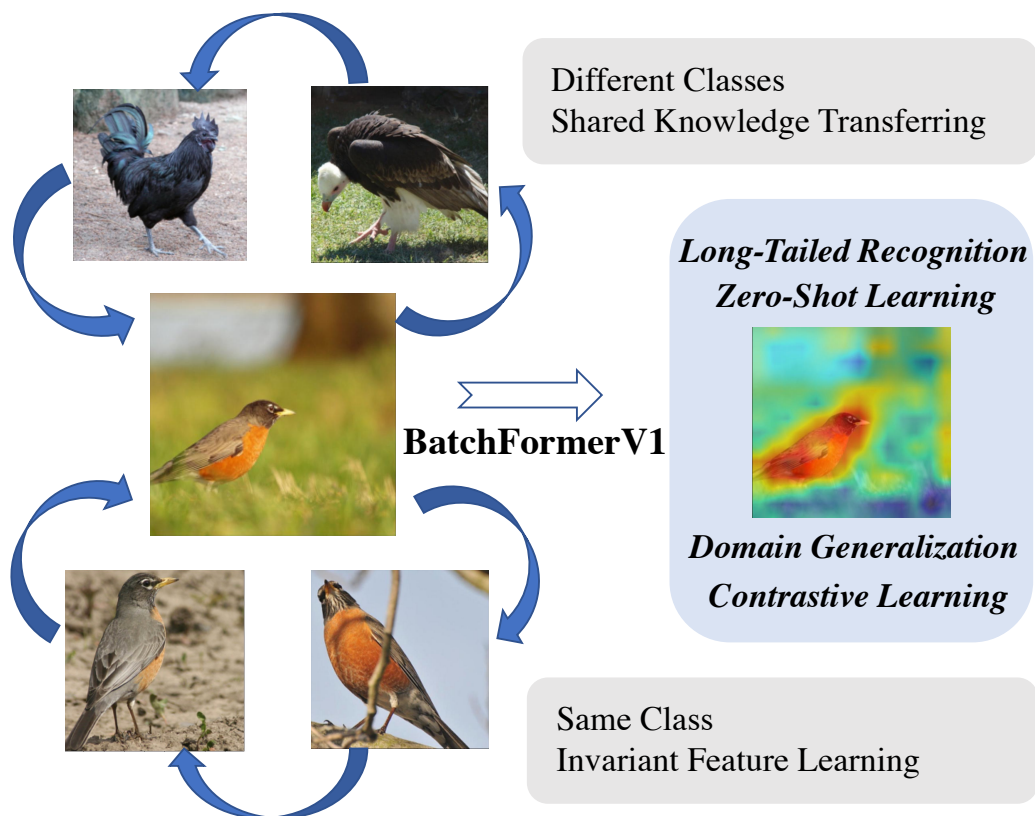 Different Classes
Shared Knowledge Transferring
Long-Tailed Recognition
Zero-Shot Learning
BatchFormerV1
Domain Generalization
Contrastive Learning
Same Class
Invariant Feature Learning